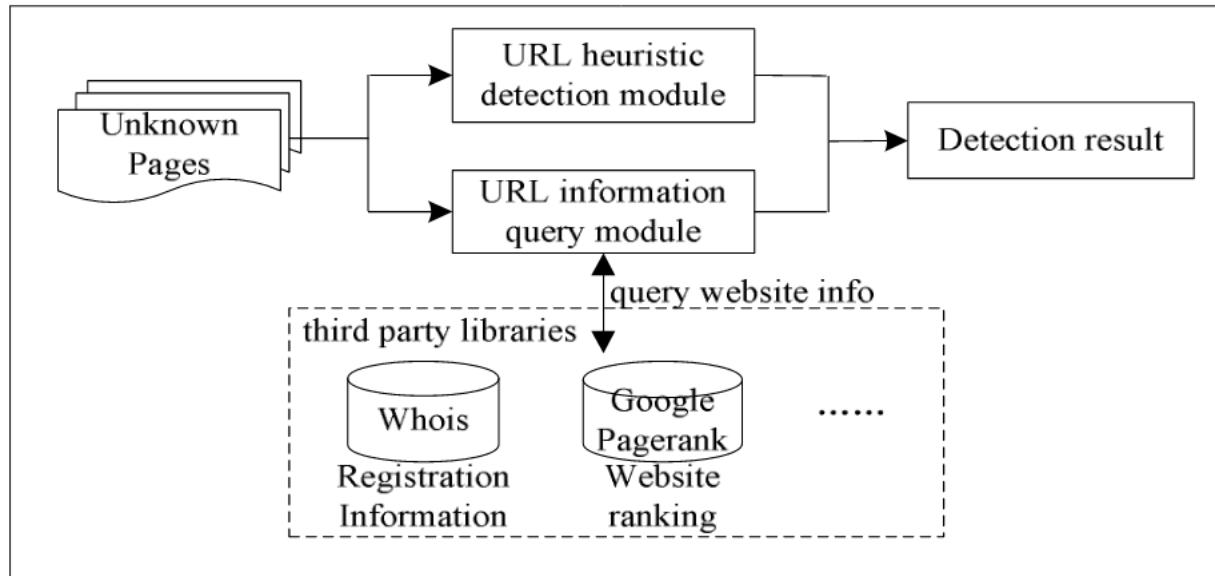 URL heuristic
detection module
Unknown
Pages
Detection result
URL information
query module
query website info
third party libraries
Whois
Google
Pagerank
......
Registration
Information
Website
ranking